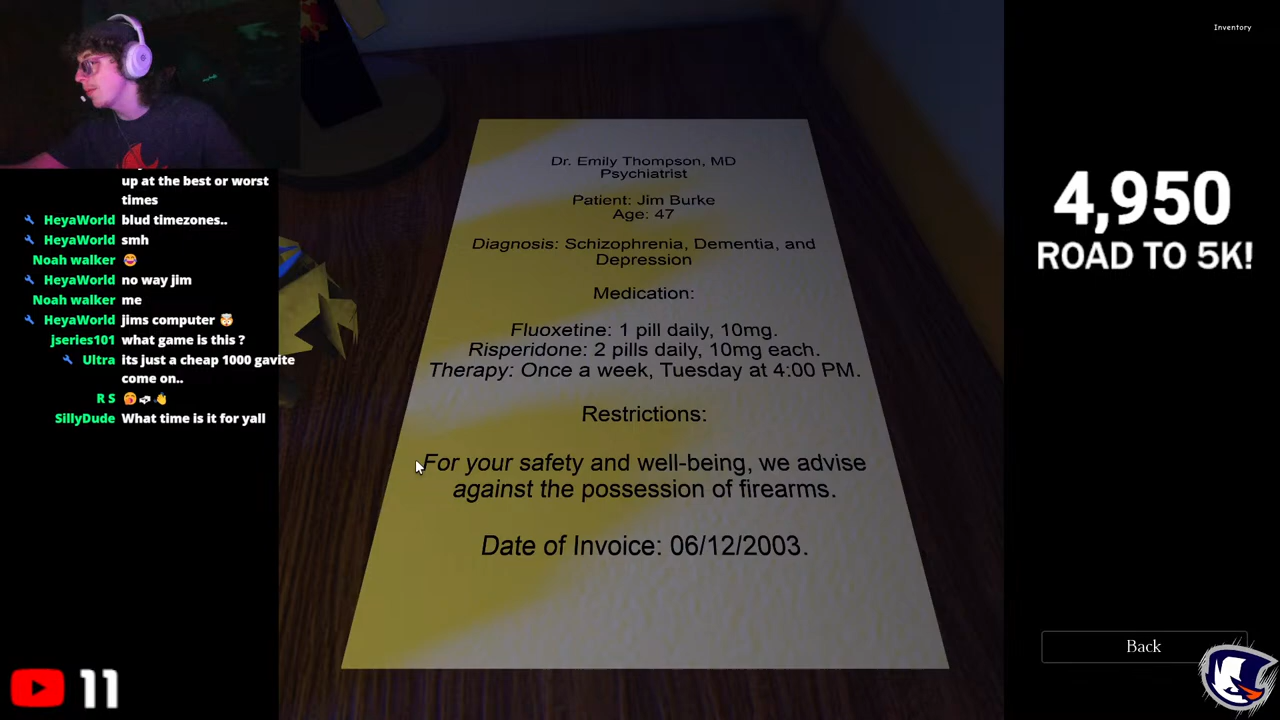 up at the best or worst
times
HeyaWorld blud timezones..
HeyaWorld smh
Noah walker 😂
HeyaWorld no way jim
Noah walker me
HeyaWorld jims computer 🤯
jseries101 what game is this ?
Ultra its just a cheap 1000 gavite
come on..
R S
SillyDude What time is it for yall
11
Dr. Emily Thompson, MD
Psychiatrist
Patient: Jim Burke
Age: 47
Diagnosis: Schizophrenia, Dementia, and
Depression
Medication:
Fluoxetine: 1 pill daily, 10mg.
Risperidone: 2 pills daily, 10mg each.
Therapy: Once a week, Tuesday at 4:00 PM.
Restrictions:
For your safety and well-being, we advise
against the possession of firearms.
Date of Invoice: 06/12/2003.
Inventory
4,950
ROAD TO 5K!
Back